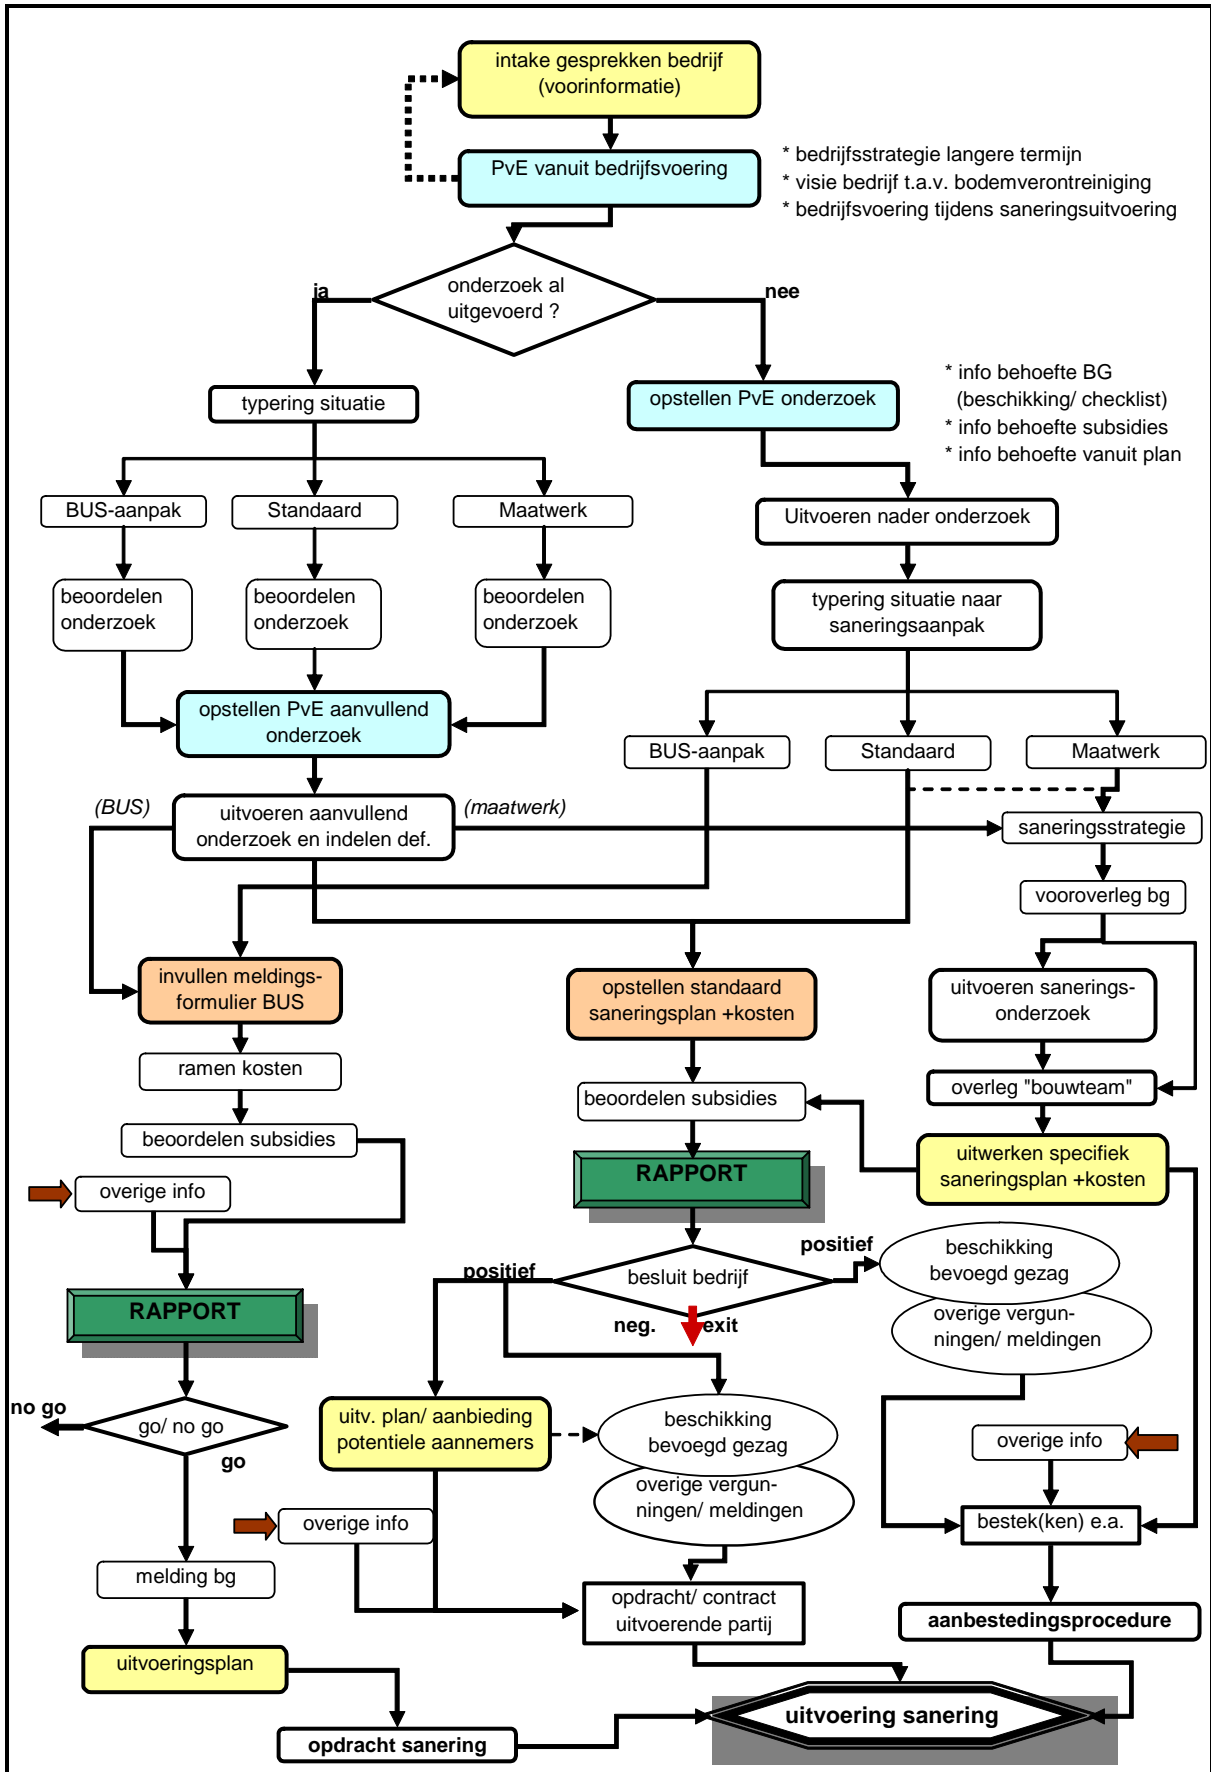 intake gesprekken bedrijf
(voorinformatie)
PvE vanuit bedrijfsvoering
* bedrijfsstrategie langere termijn
* visie bedrijf t.a.v. bodemverontreiniging
* bedrijfsvoering tijdens saneringsuitvoering
onderzoek al
uitgevoerd ?
ja
nee
typering situatie
opstellen PvE onderzoek
* info behoefte BG
(beschikking/ checklist)
* info behoefte subsidies
* info behoefte vanuit plan
BUS-aanpak
Standaard
Maatwerk
Uitvoeren nader onderzoek
beoordelen
onderzoek
beoordelen
onderzoek
beoordelen
onderzoek
typering situatie naar
saneringsaanpak
opstellen PvE aanvullend
onderzoek
BUS-aanpak
Standaard
Maatwerk
(BUS)
uitvoeren aanvullend
onderzoek en indelen def.
(maatwerk)
saneringsstrategie
vooroverleg bg
invullen meldings-
formulier BUS
opstellen standaard
saneringsplan +kosten
uitvoeren sanerings-
onderzoek
ramen kosten
beoordelen subsidies
overleg "bouwteam"
beoordelen subsidies
RAPPORT
uitwerken specifiek
saneringsplan +kosten
overige info
positief
besluit bedrijf
positief
beschikking
bevoegd gezag
RAPPORT
neg.
exit
overige vergun-
ningen/ meldingen
no go
go/ no go
go
uitv. plan/ aanbieding
potentiele aannemers
beschikking
bevoegd gezag
overige info
overige vergun-
ningen/ meldingen
overige info
bestek(ken) e.a.
melding bg
opdracht/ contract
uitvoerende partij
aanbestedingsprocedure
uitvoeringsplan
uitvoering sanering
opdracht sanering